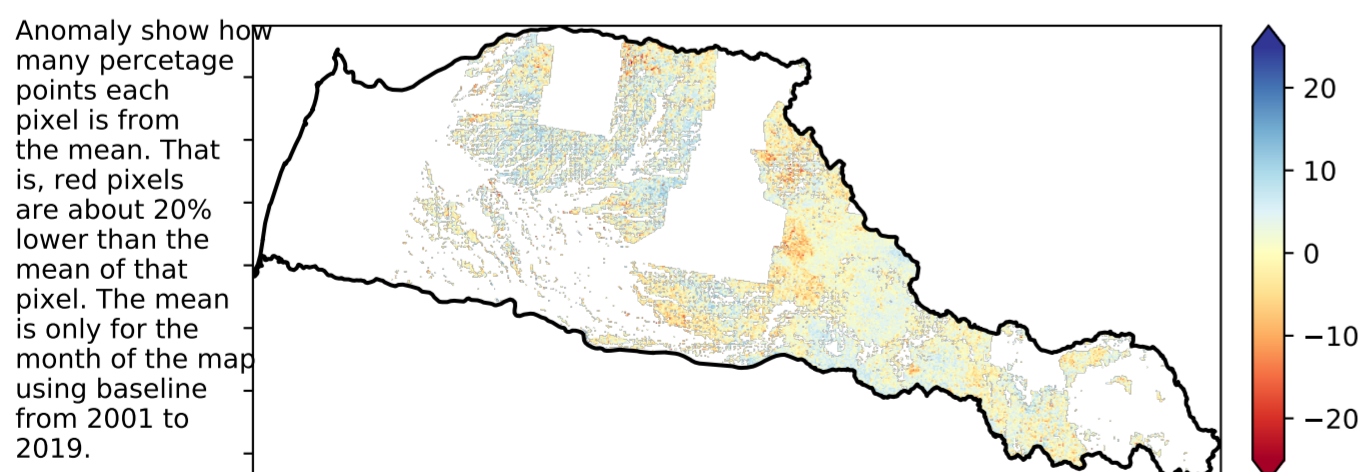 Anomaly show how
many percetage
points each
pixel is from
the mean. That
is, red pixels
are about 20%
lower than the
mean of that
pixel. The mean
is only for the
month of the map
using baseline
from 2001 to
2019.
20
10
0
−10
−20